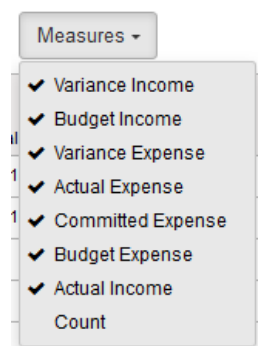 Measures
Variance Income
Budget Income
Variance Expense
Actual Expense
Committed Expense
Budget Expense
Actual Income
Count